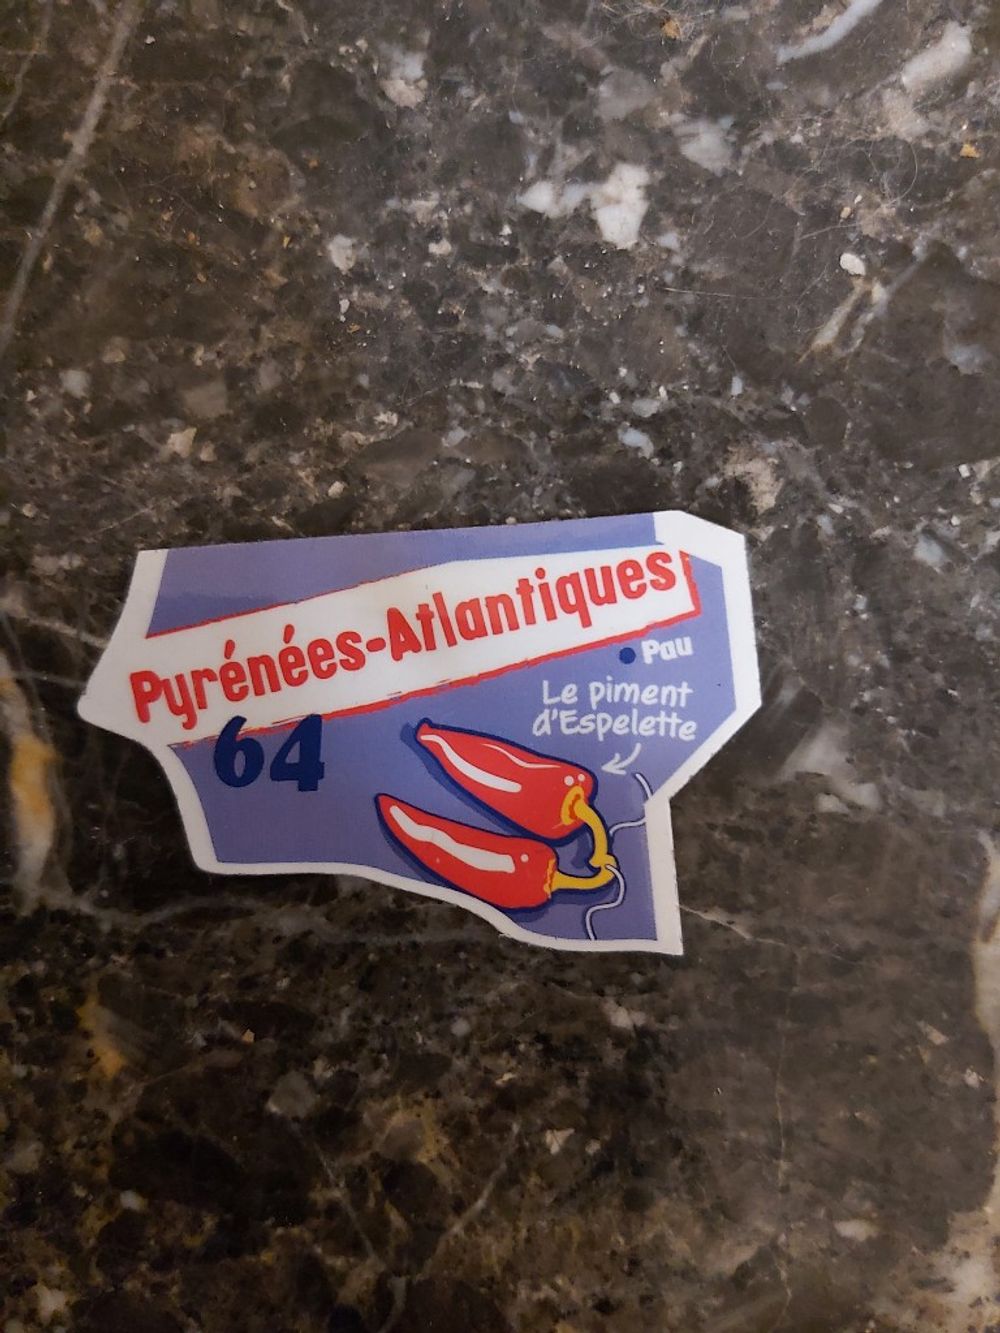 Pyrénées-Atlantiques
64
Pau
Le piment
d'Espelette